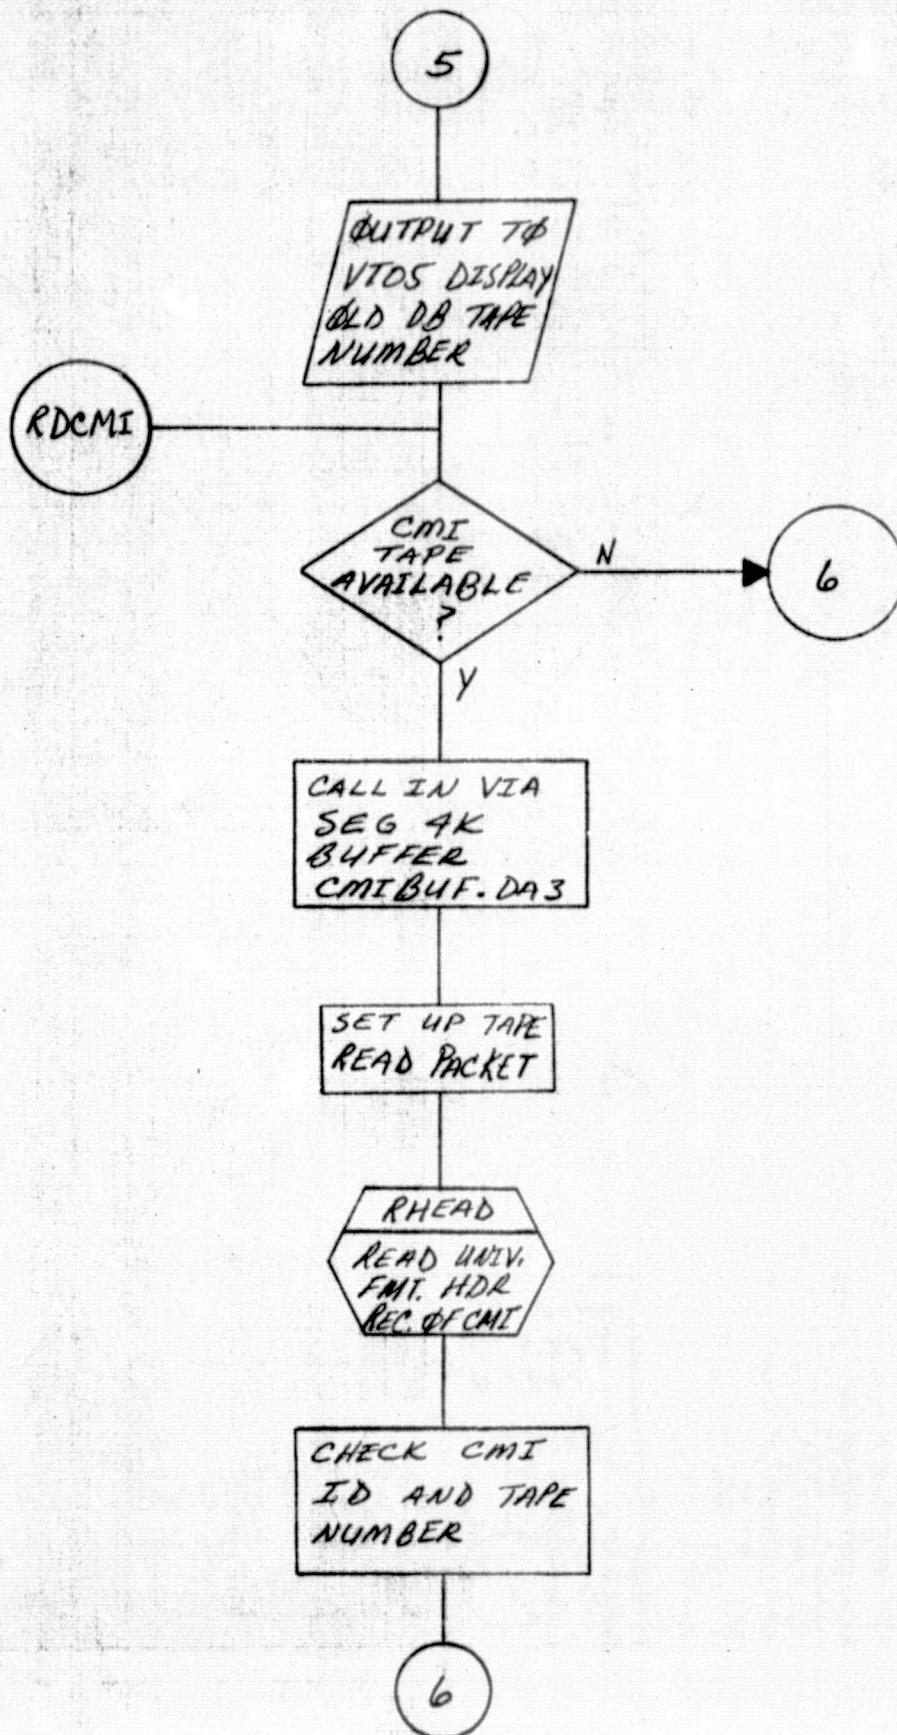 5
ØUTPUT TØ
VT05 DISPLAY
ØLD DB TAPE
NUMBER
RDCMI
CMI
TAPE
AVAILABLE
?
N
6
Y
CALL IN VIA
SEG 4K
BUFFER
CMIBUF.DA3
SET UP TAPE
READ PACKET
RHEAD
READ UNIV.
FMT. HDR
REC. ØF CMI
CHECK CMI
ID AND TAPE
NUMBER
6